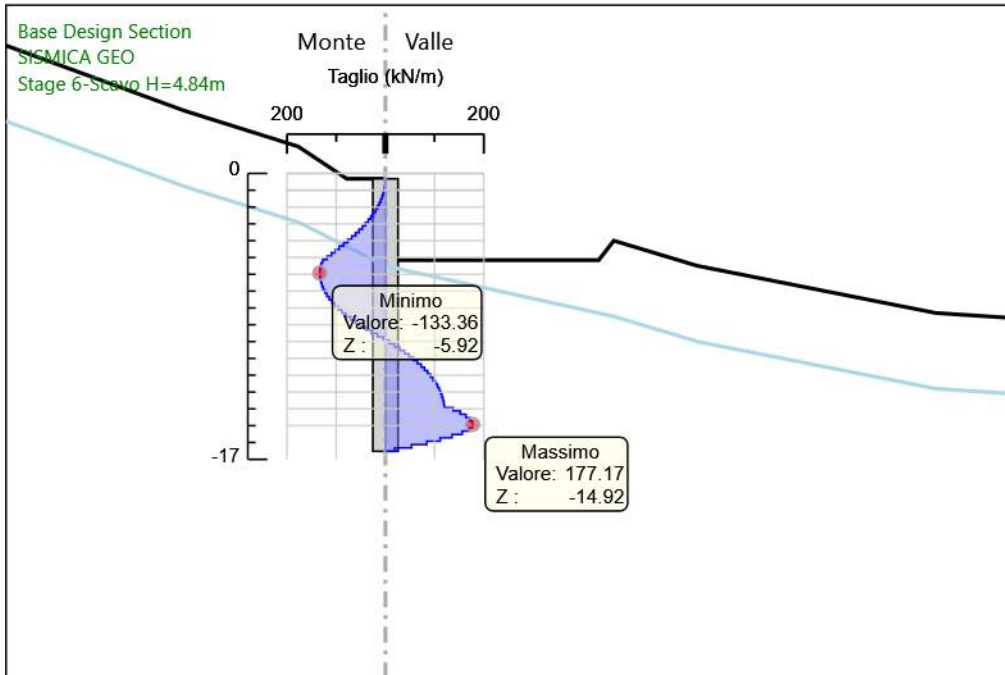 Base Design Section
SISMICA GEO
Stage 6-Scavo H=4.84m
Monte Valle
Taglio (kN/m)
200 200
0
Minimo
Valore: -133.36
Z : -5.92
-17
Massimo
Valore: 177.17
Z : -14.92